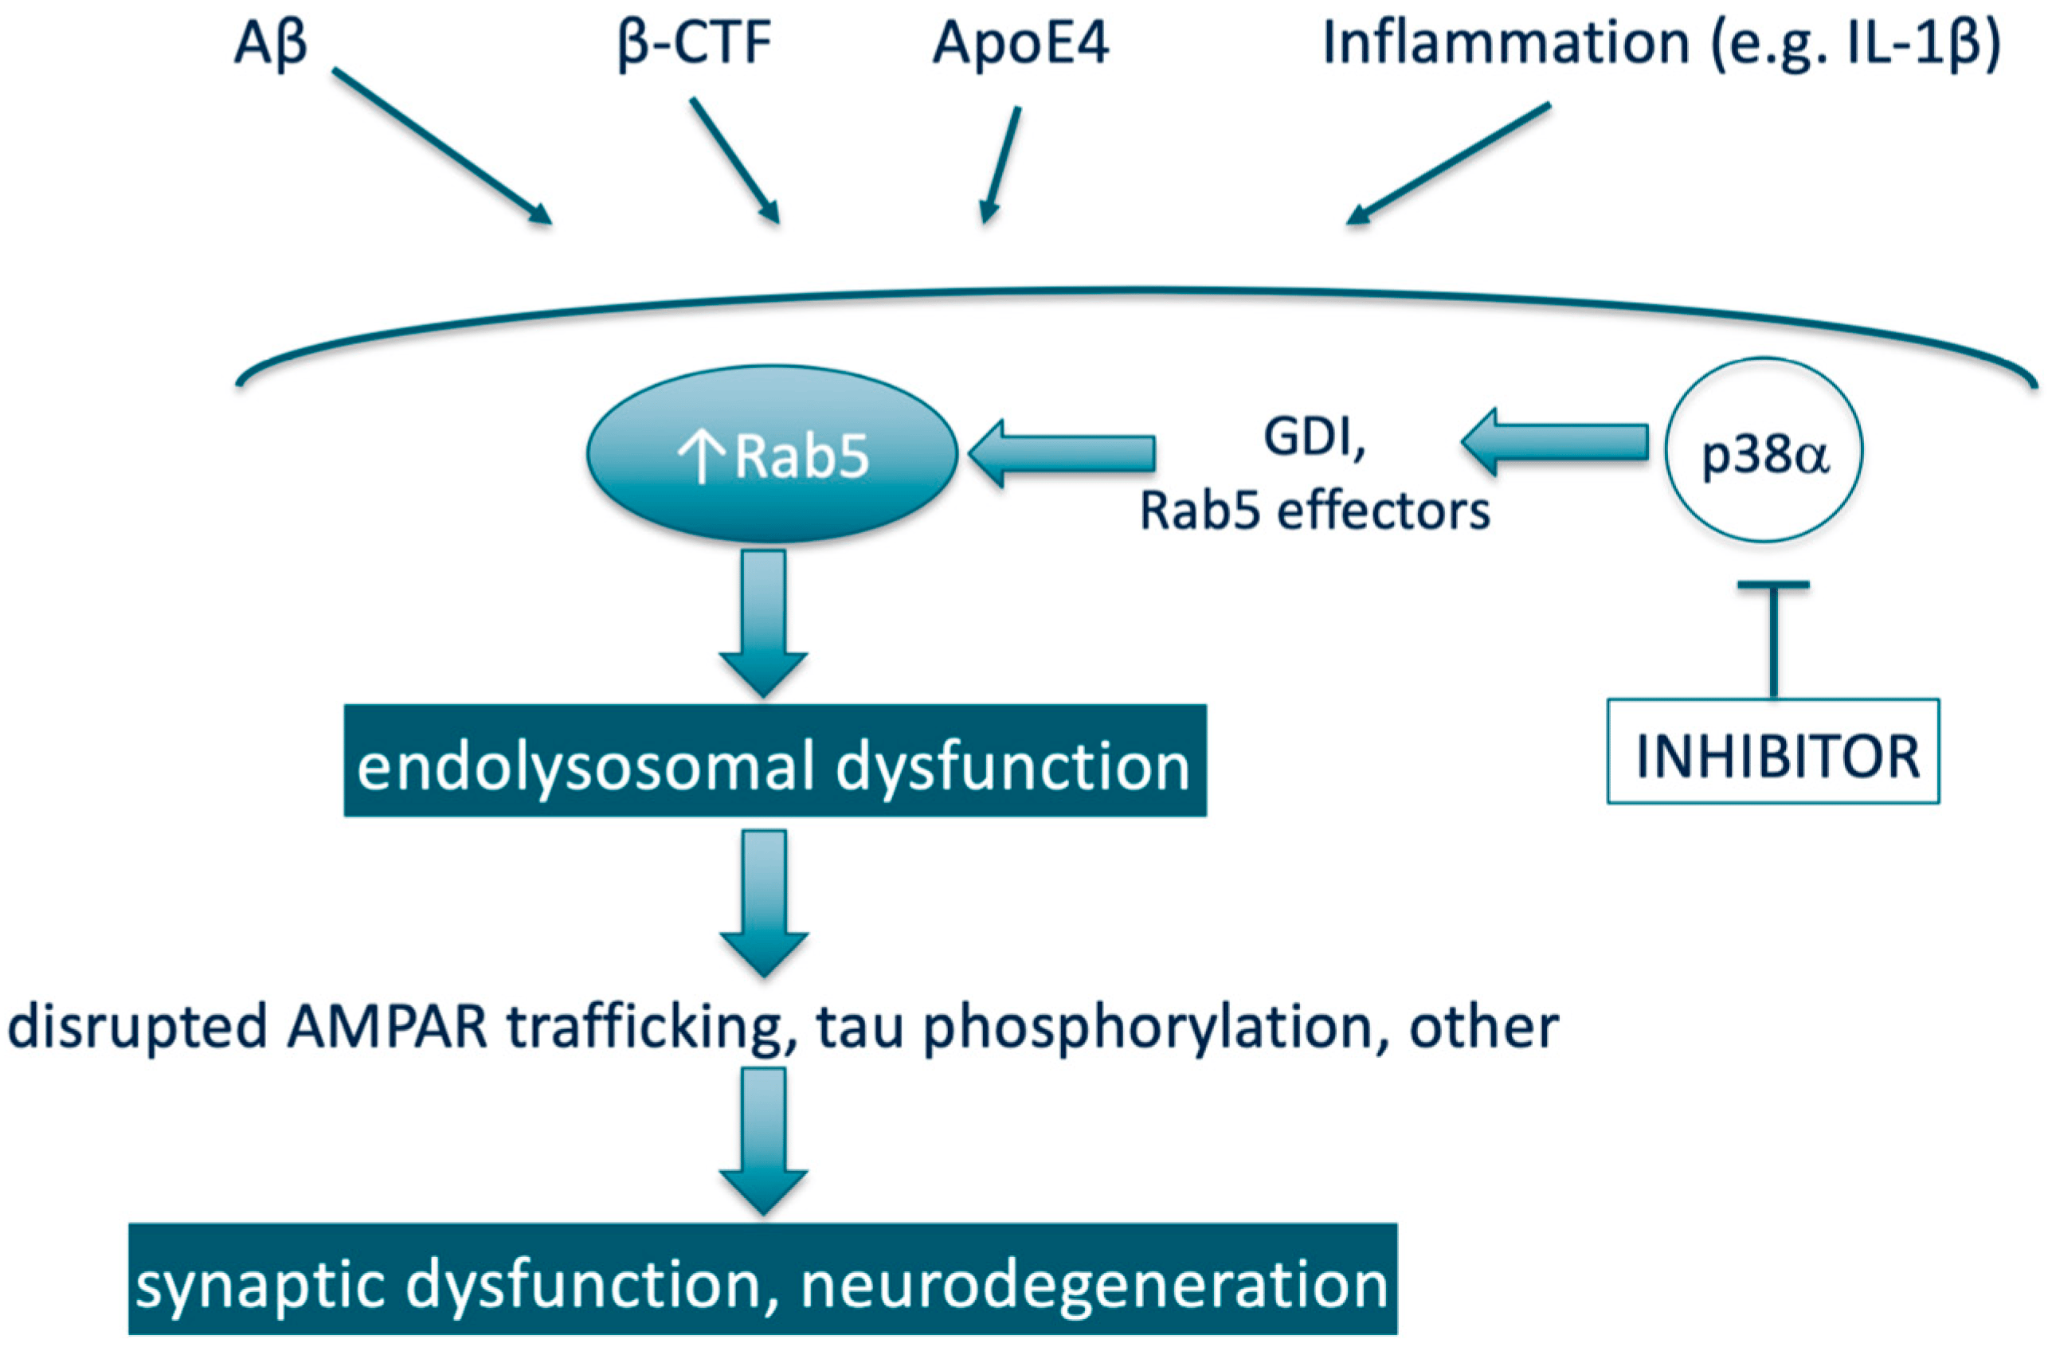 Aβ
β-CTF
ApoE4
Inflammation (e.g. IL-1β)
↑Rab5
GDI,
Rab5 effectors
p38α
endolysosomal dysfunction
INHIBITOR
disrupted AMPAR trafficking, tau phosphorylation, other
synaptic dysfunction, neurodegeneration